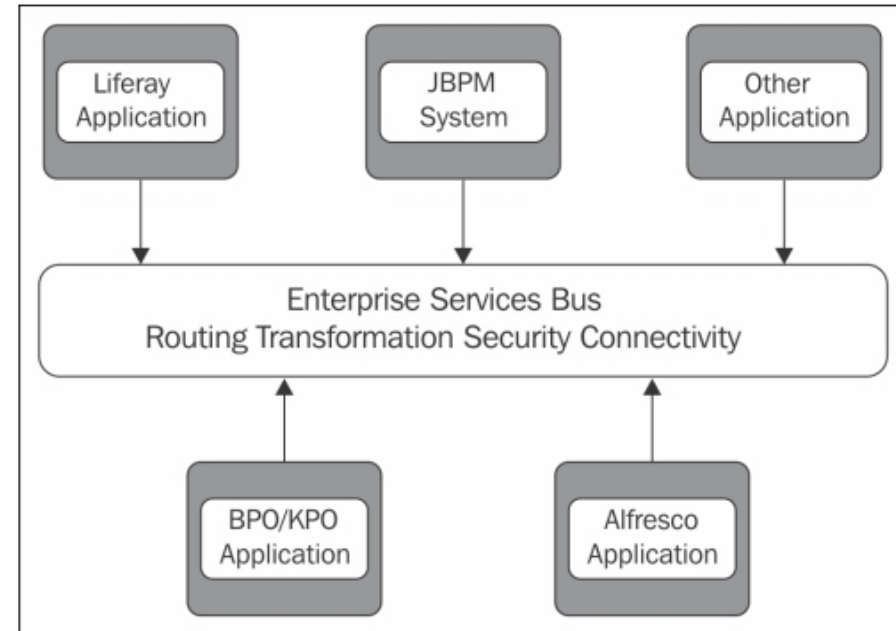 Liferay
Application
JBPM
System
Other
Application
Enterprise Services Bus
Routing Transformation Security Connectivity
BPO/KPO
Application
Alfresco
Application